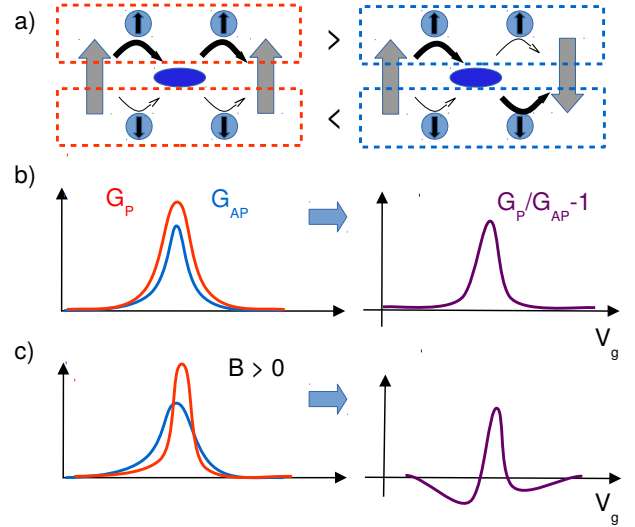 a)
>
<
b)
G_P
G_AP
G_P/G_AP-1
V_g
c)
B > 0
V_g